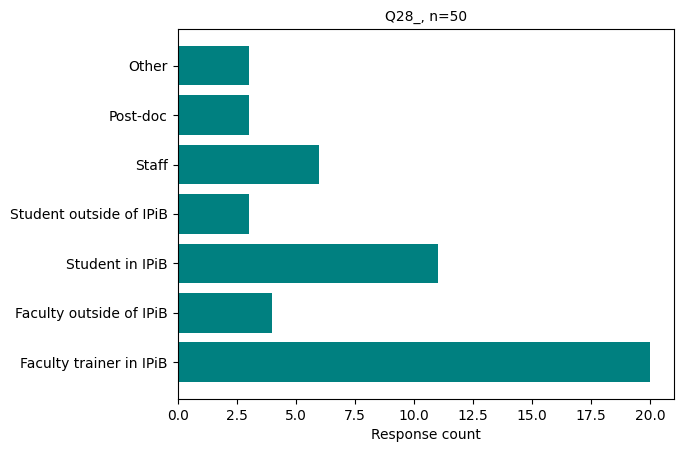 Q28_, n=50
Other
Post-doc
Staff
Student outside of IPiB
Student in IPiB
Faculty outside of IPiB
Faculty trainer in IPiB
0.0 2.5 5.0 7.5 10.0 12.5 15.0 17.5 20.0
Response count